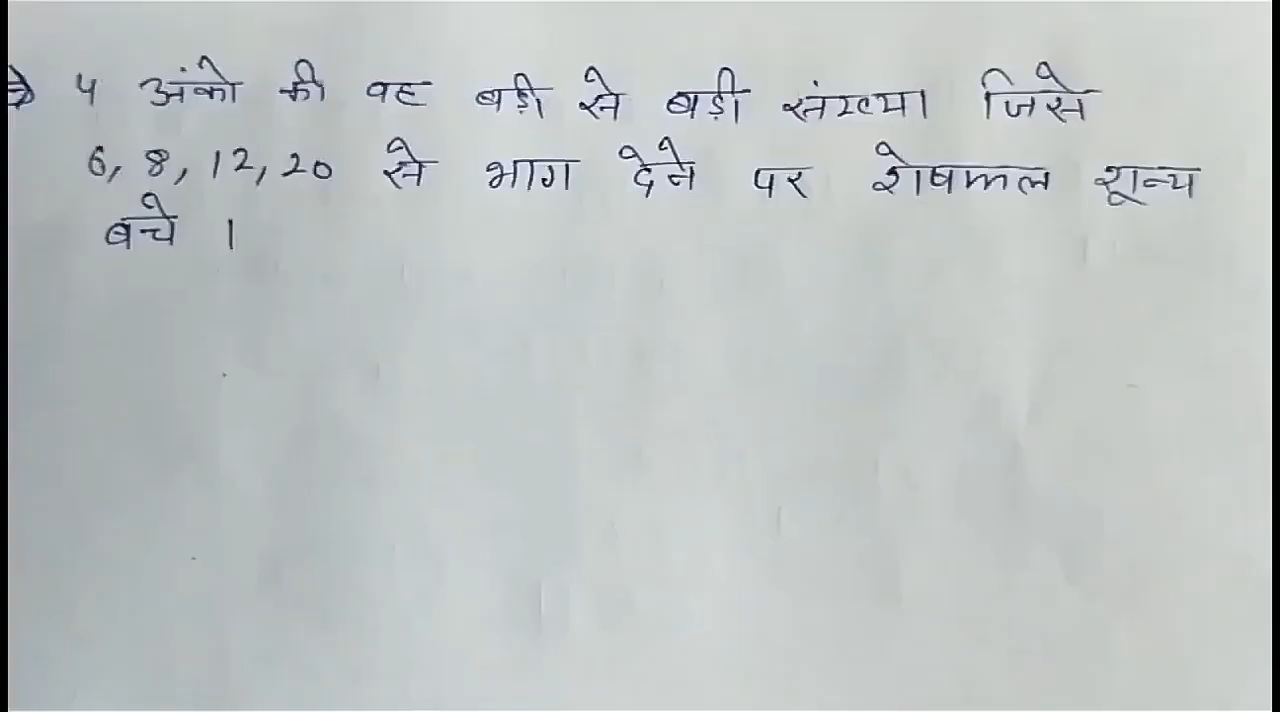 ⇒ 4 अंको की वह बड़ी से बड़ी संख्या जिसे
6, 8, 12, 20 से भाग देने पर शेषफल शून्य
बचे ।